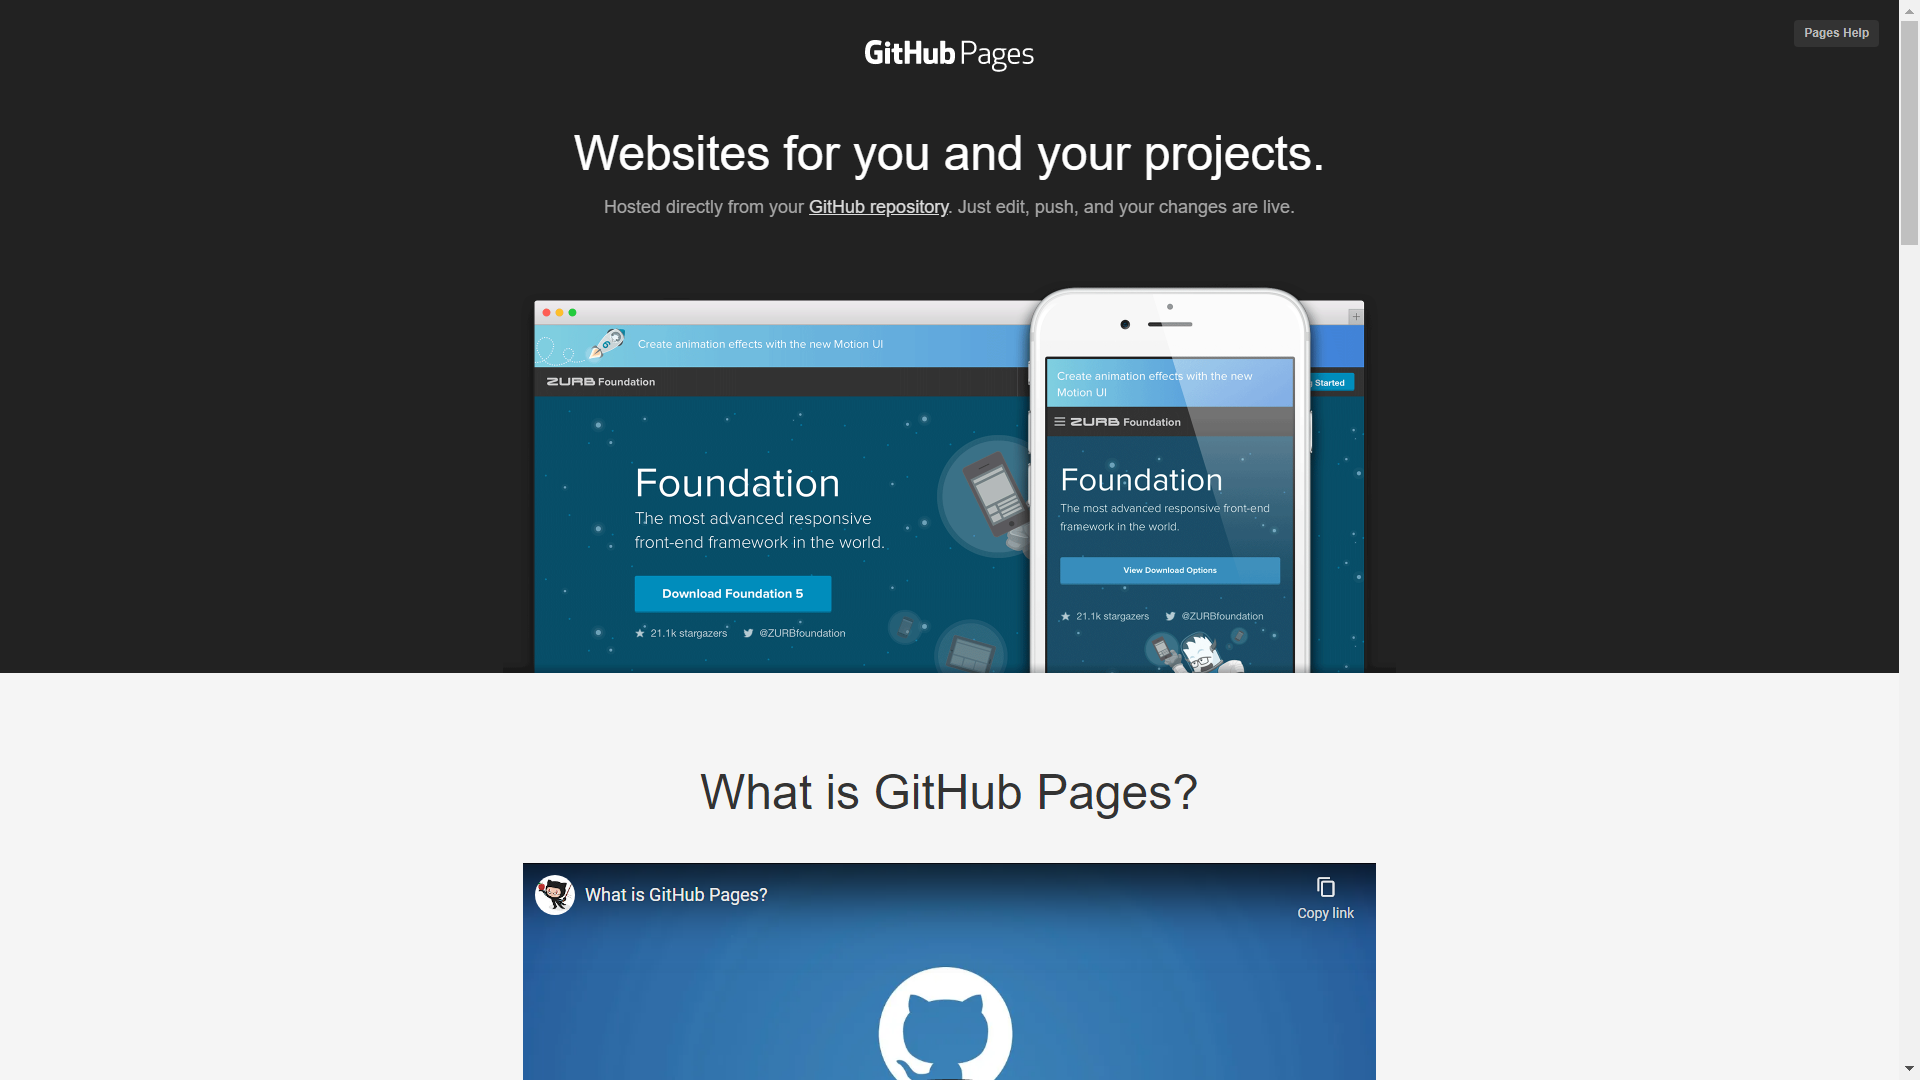 Pages Help
GitHub Pages
Websites for you and your projects.
Hosted directly from your GitHub repository. Just edit, push, and your changes are live.
Create animation effects with the new Motion UI
ZURB Foundation
Foundation
The most advanced responsive
front-end framework in the world.
Download Foundation 5
21.1k stargazers @ZURBfoundation
Started
Create animation effects with the new
Motion UI
ZURB Foundation
Foundation
The most advanced responsive front-end
framework in the world.
View Download Options
21.1k stargazers @ZURBfoundation
What is GitHub Pages?
What is GitHub Pages?
Copy link